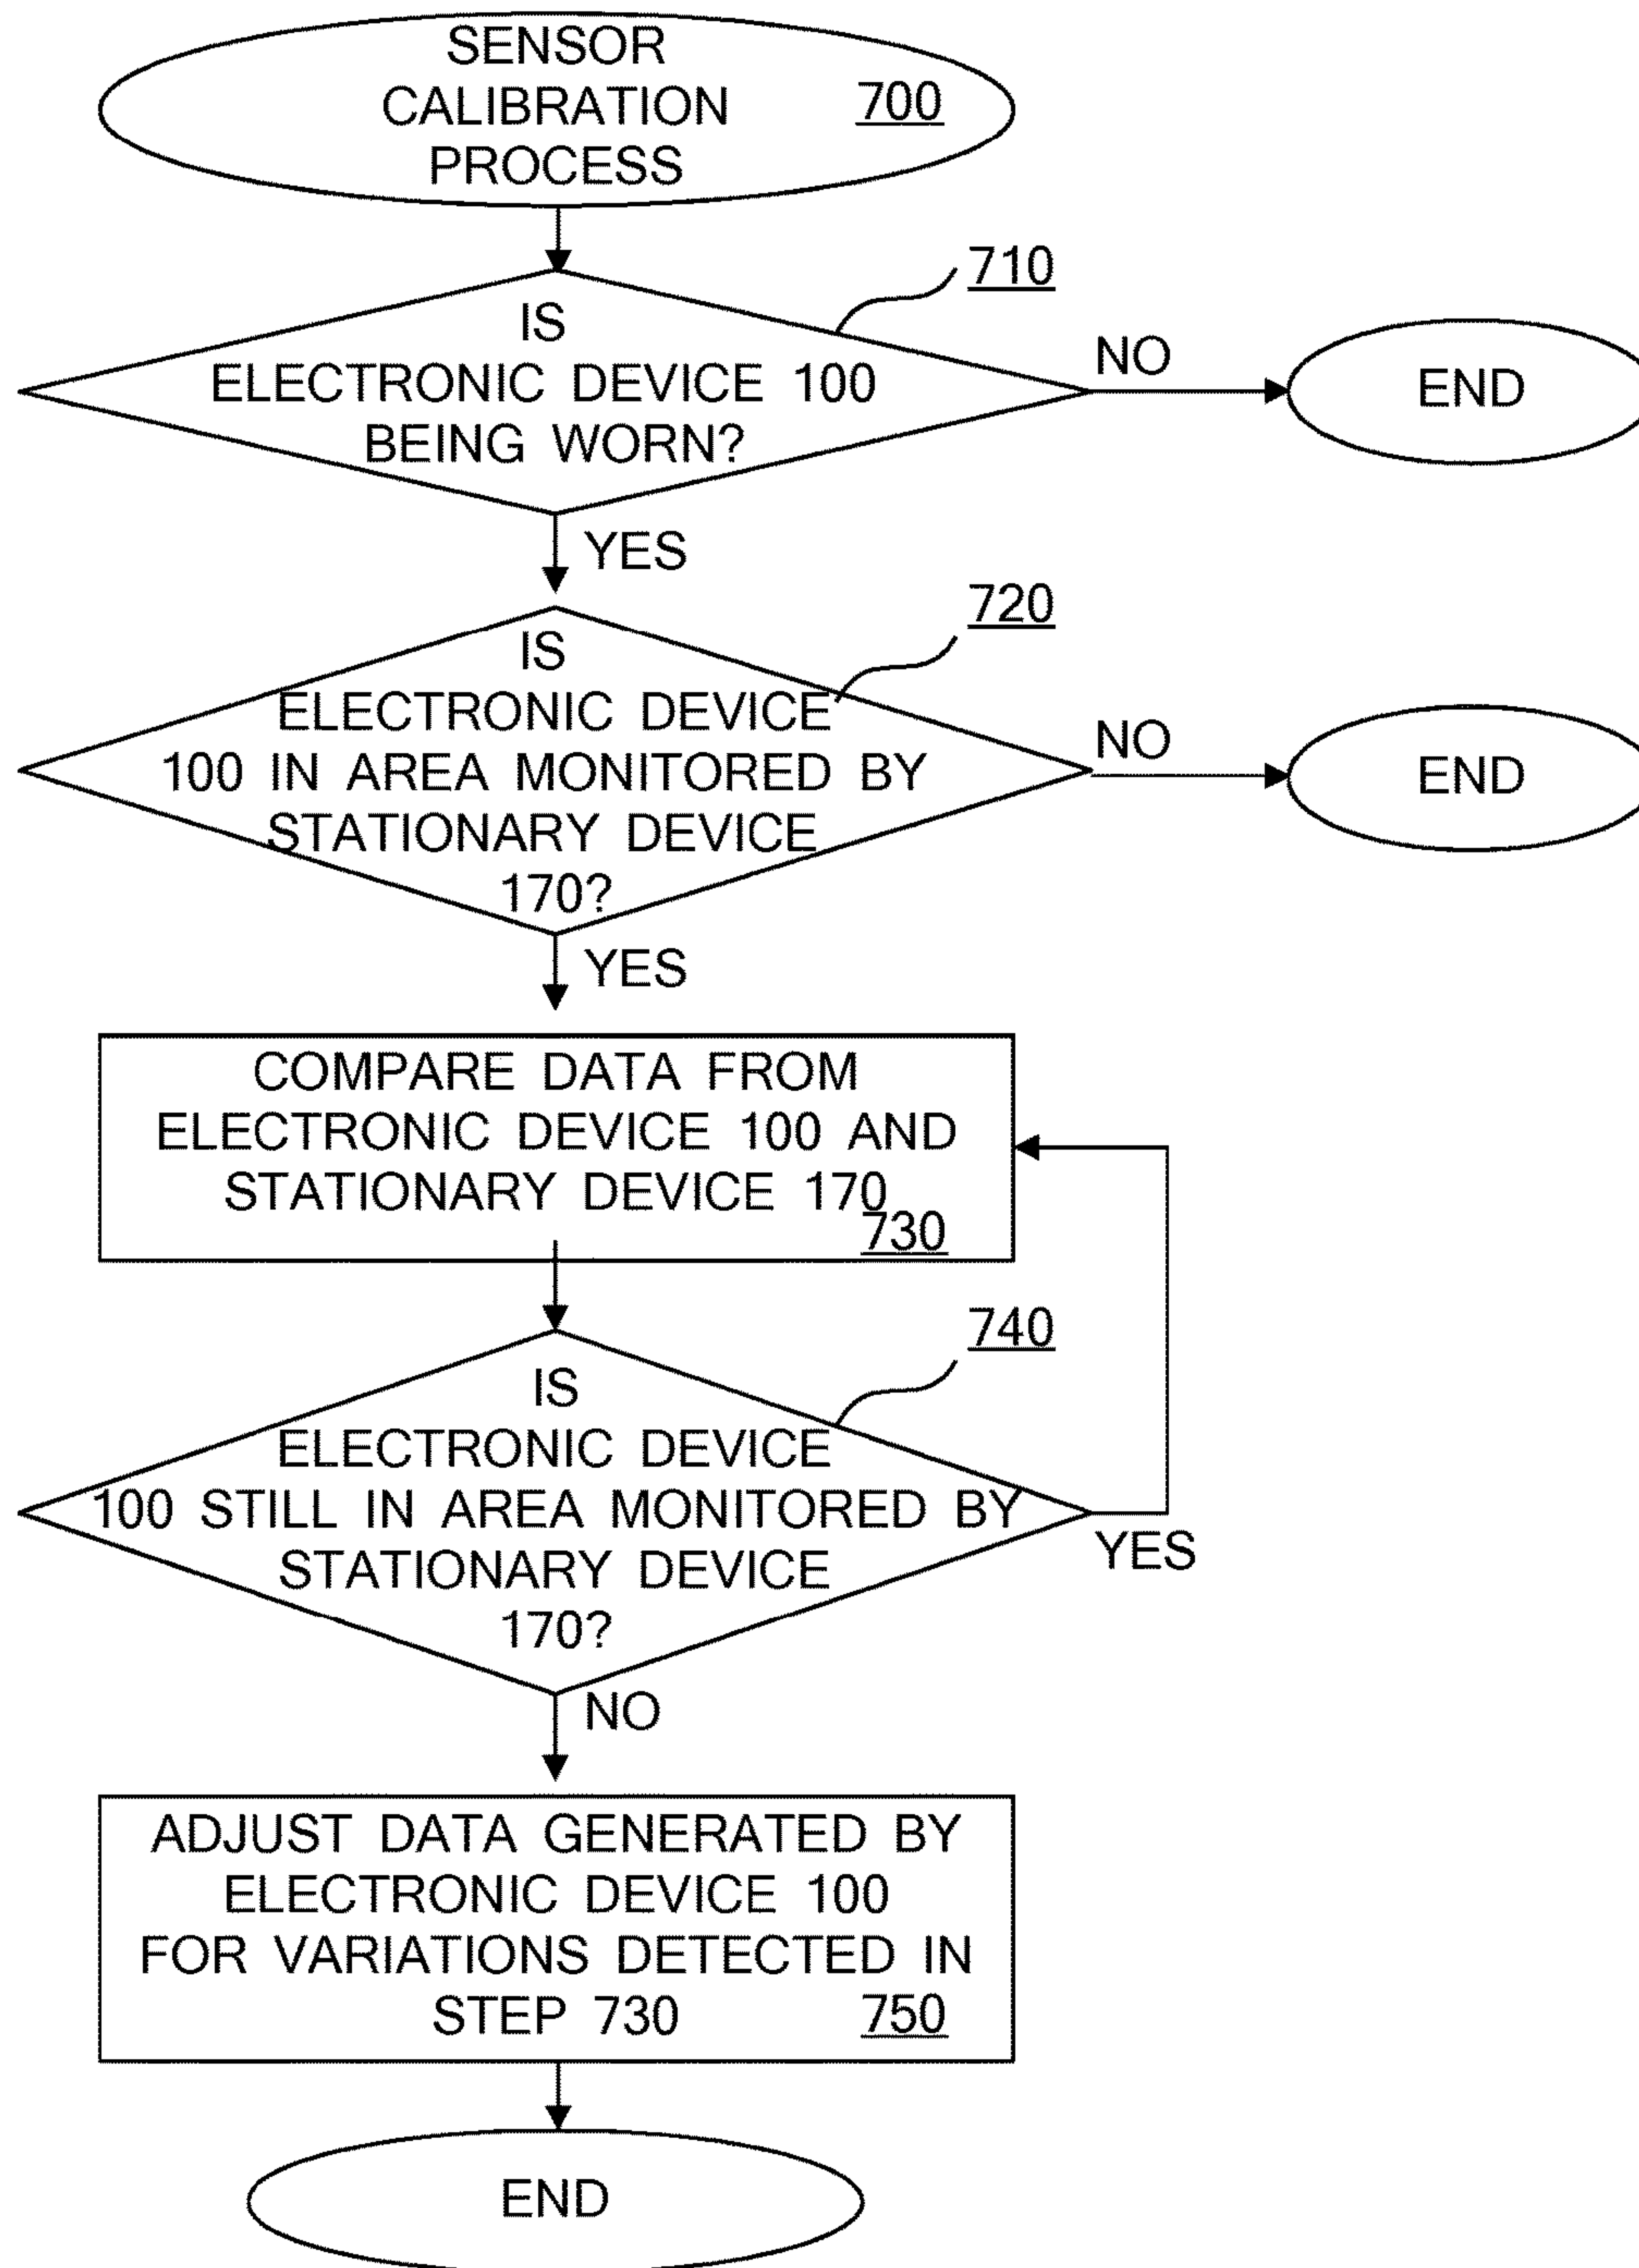 SENSOR
CALIBRATION 700
PROCESS
710
IS
ELECTRONIC DEVICE 100
BEING WORN?
NO
END
YES
720
IS
ELECTRONIC DEVICE
100 IN AREA MONITORED BY
STATIONARY DEVICE
170?
NO
END
YES
COMPARE DATA FROM
ELECTRONIC DEVICE 100 AND
STATIONARY DEVICE 170
730
740
IS
ELECTRONIC DEVICE
100 STILL IN AREA MONITORED BY
STATIONARY DEVICE
170?
YES
NO
ADJUST DATA GENERATED BY
ELECTRONIC DEVICE 100
FOR VARIATIONS DETECTED IN
STEP 730 750
END